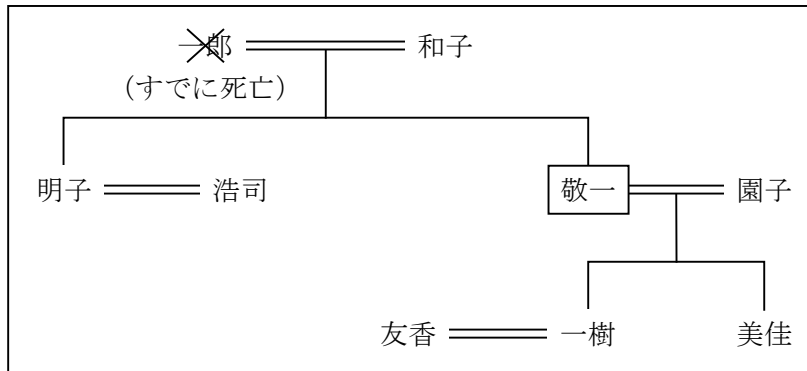 一郎 和子
(すでに死亡)
明子 浩司 敬一 園子
友香 一樹 美佳